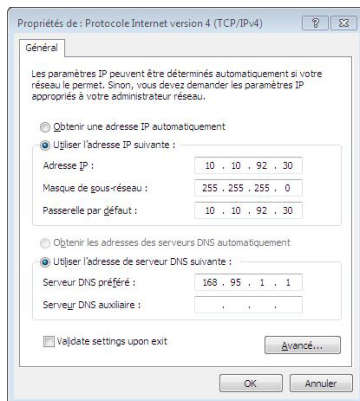 Propriétés de : Protocole Internet version 4 (TCP/IPv4)
Général
Les paramètres IP peuvent être déterminés automatiquement si votre
réseau le permet. Sinon, vous devez demander les paramètres IP
appropriés à votre administrateur réseau.
Obtenir une adresse IP automatiquement
Utiliser l'adresse IP suivante :
Adresse IP : 10 . 10 . 92 . 30
Masque de sous-réseau : 255 . 255 . 255 . 0
Passerelle par défaut : 10 . 10 . 92 . 30
Obtenir les adresses des serveurs DNS automatiquement
Utiliser l'adresse de serveur DNS suivante :
Serveur DNS préféré : 168 . 95 . 1 . 1
Serveur DNS auxiliaire : . . .
Validate settings upon exit
Avancé...
OK Annuler